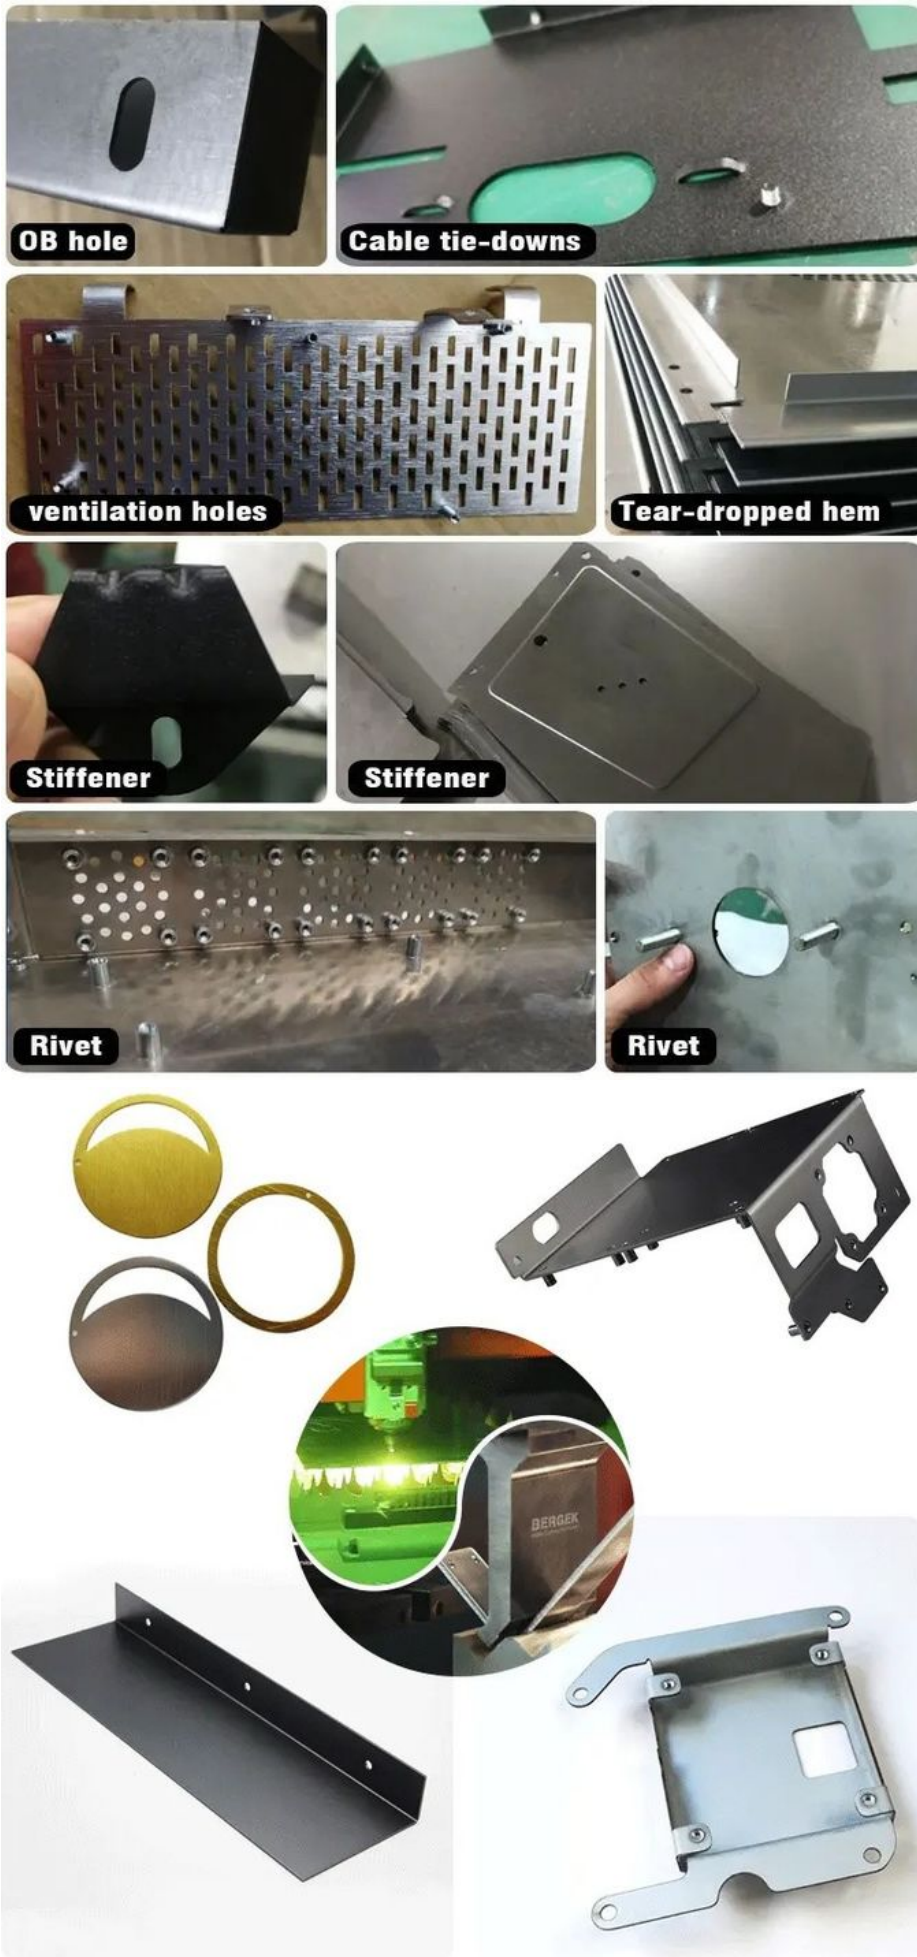 OB hole
Cable tie-downs
ventilation holes
Tear-dropped hem
Stiffener
Stiffener
Rivet
Rivet
BERGEK